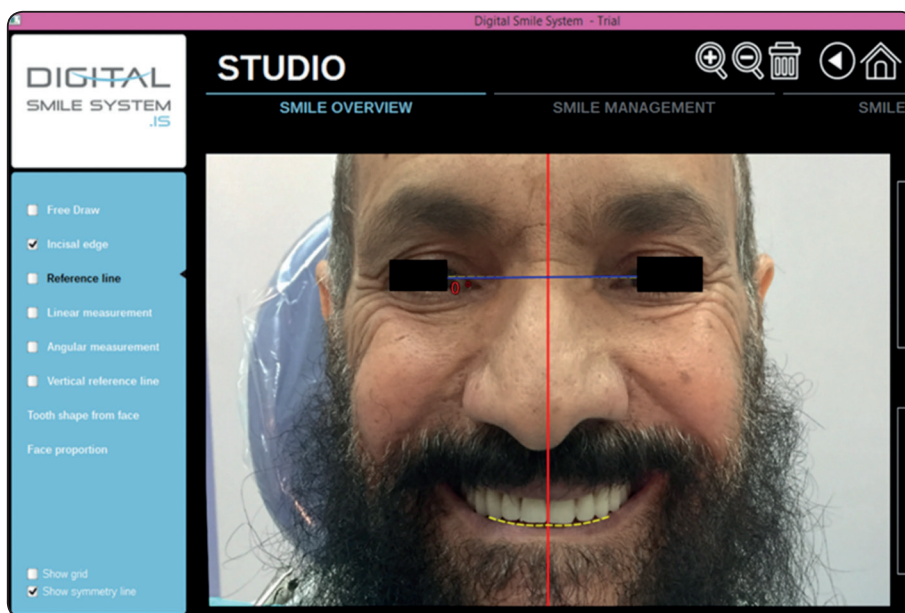 Digital Smile System - Trial
DIGITAL
SMILE SYSTEM
.IS
STUDIO
SMILE OVERVIEW
SMILE MANAGEMENT
SMILE
Free Draw
Incisal edge
Reference line
Linear measurement
Angular measurement
Vertical reference line
Tooth shape from face
Face proportion
Show grid
Show symmetry line
0 °